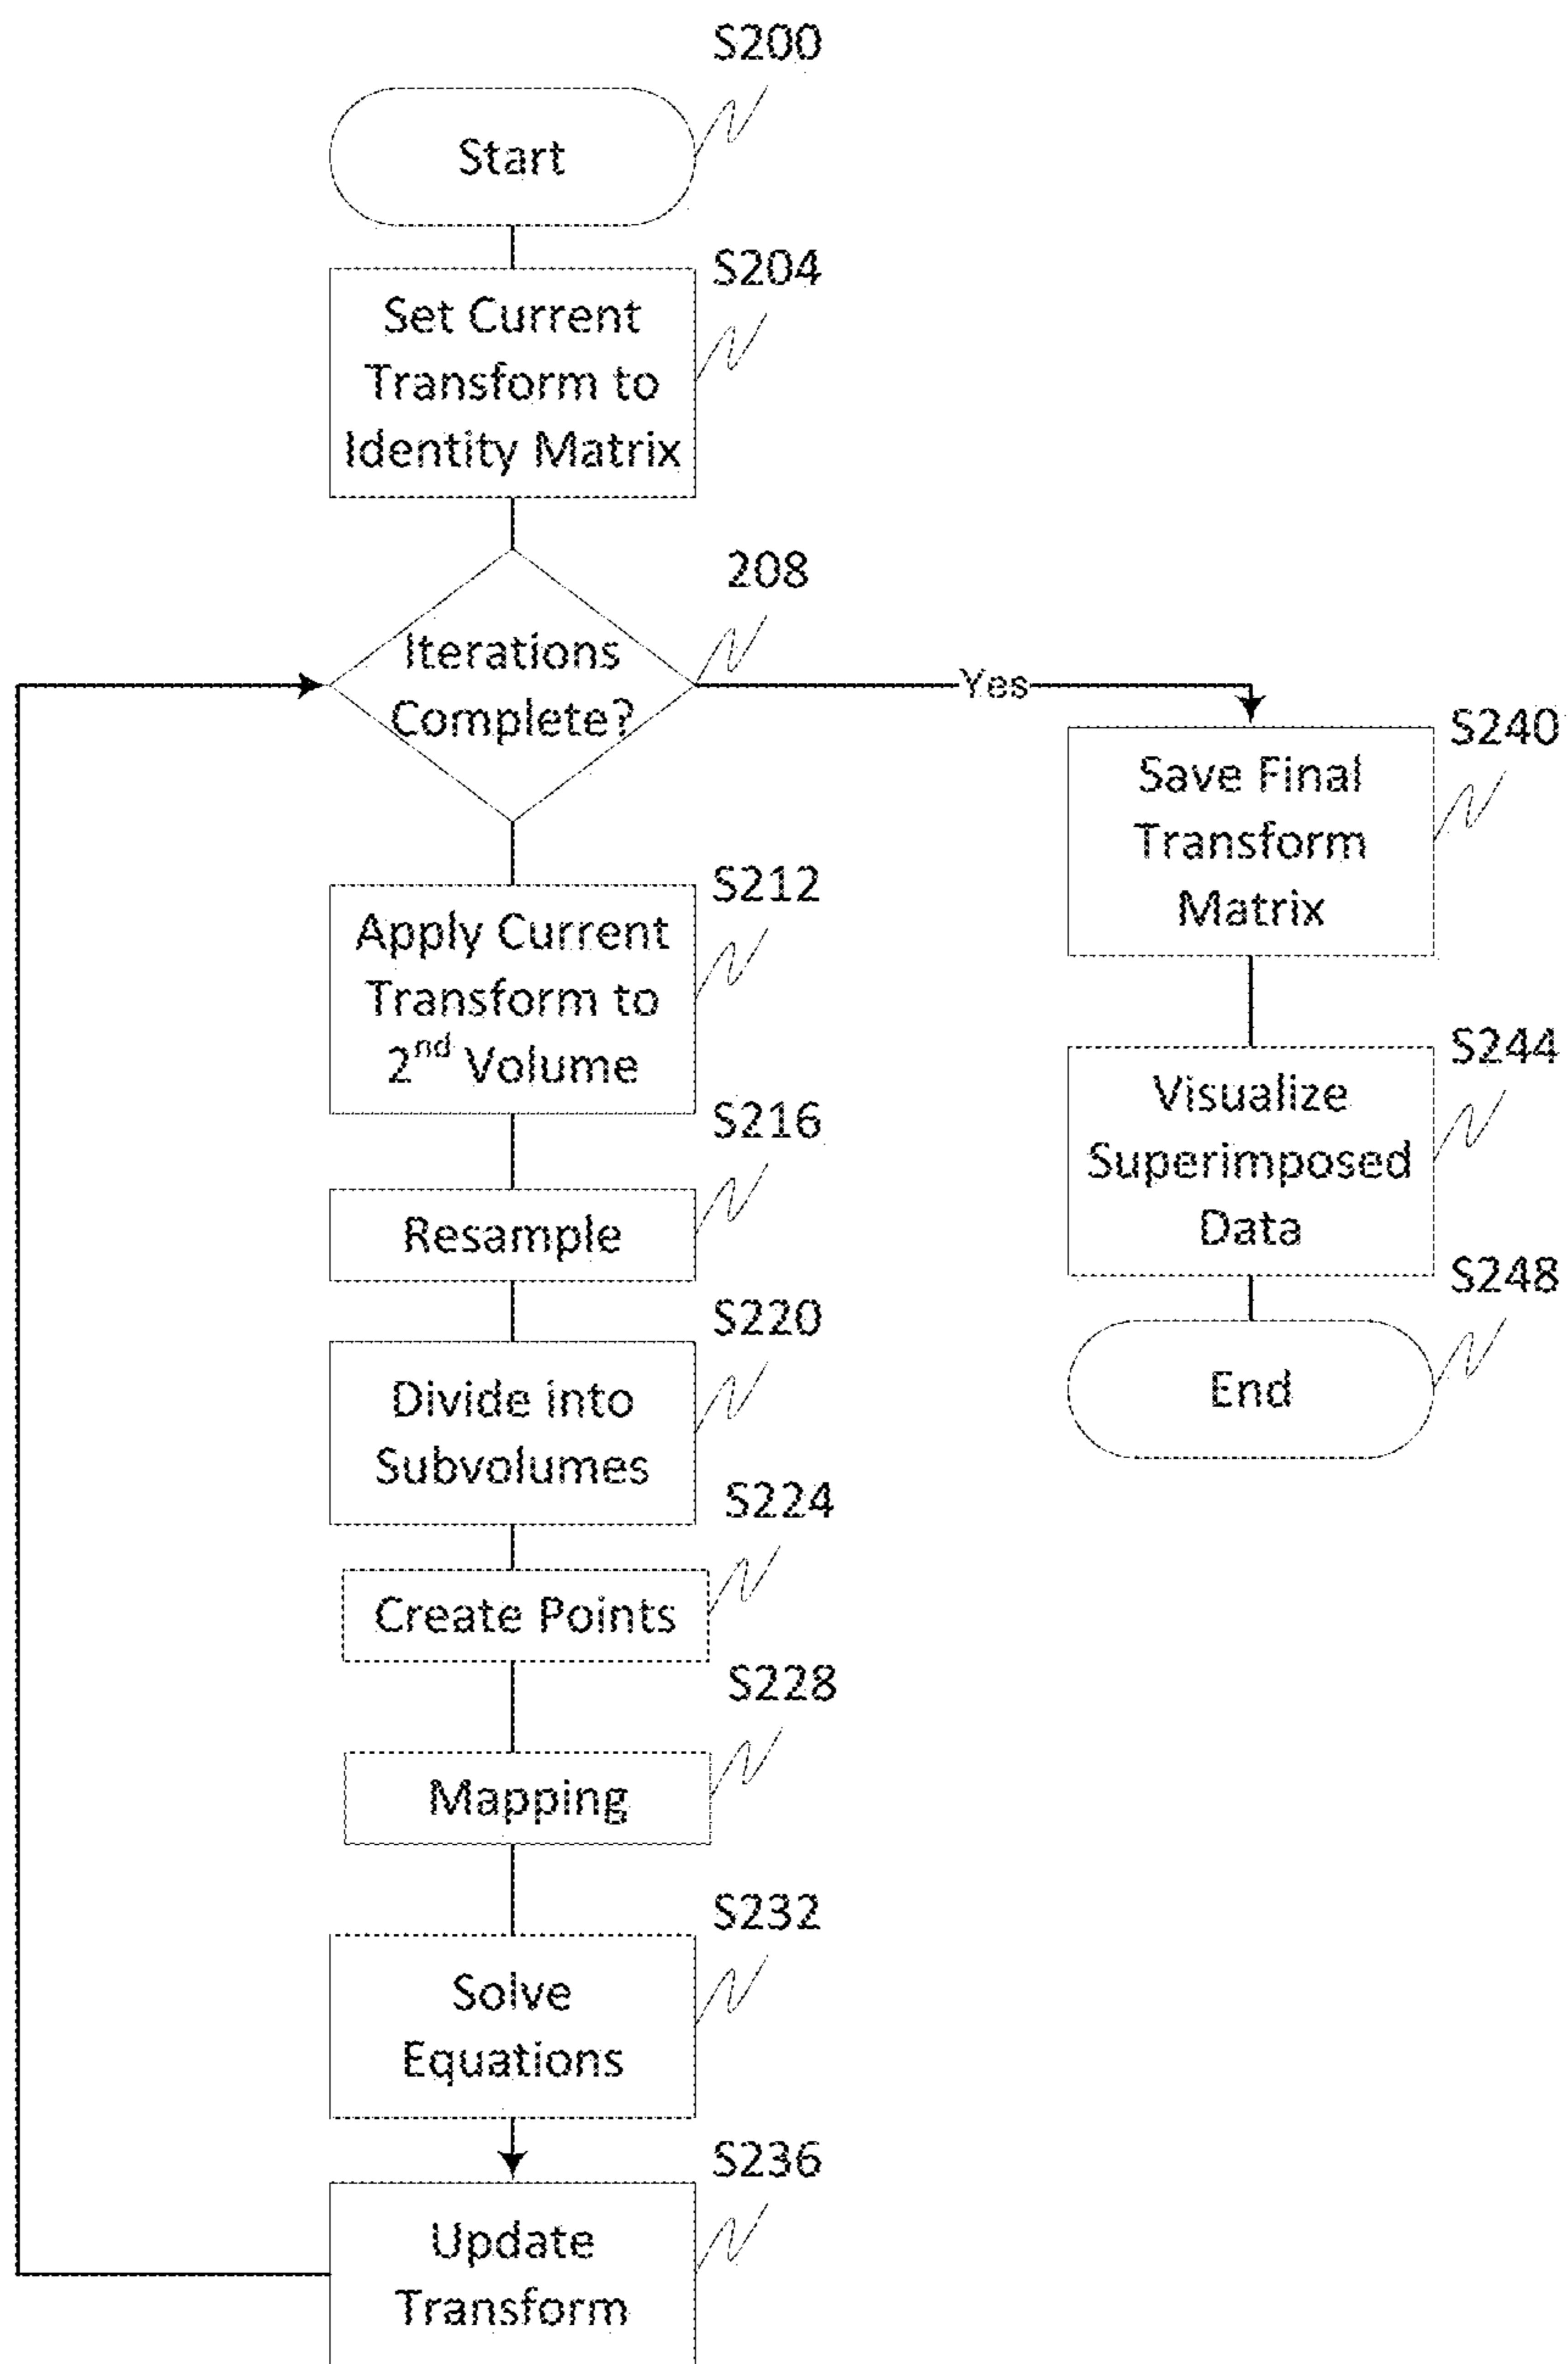 S200
Start
S204
Set Current
Transform to
Identity Matrix
208
Iterations
Complete?
Yes
S212
Apply Current
Transform to
2nd Volume
S216
Resample
S220
Divide into
Subvolumes
S224
Create Points
S228
Mapping
S232
Solve
Equations
S236
Update
Transform
S240
Save Final
Transform
Matrix
S244
Visualize
Superimposed
Data
S248
End